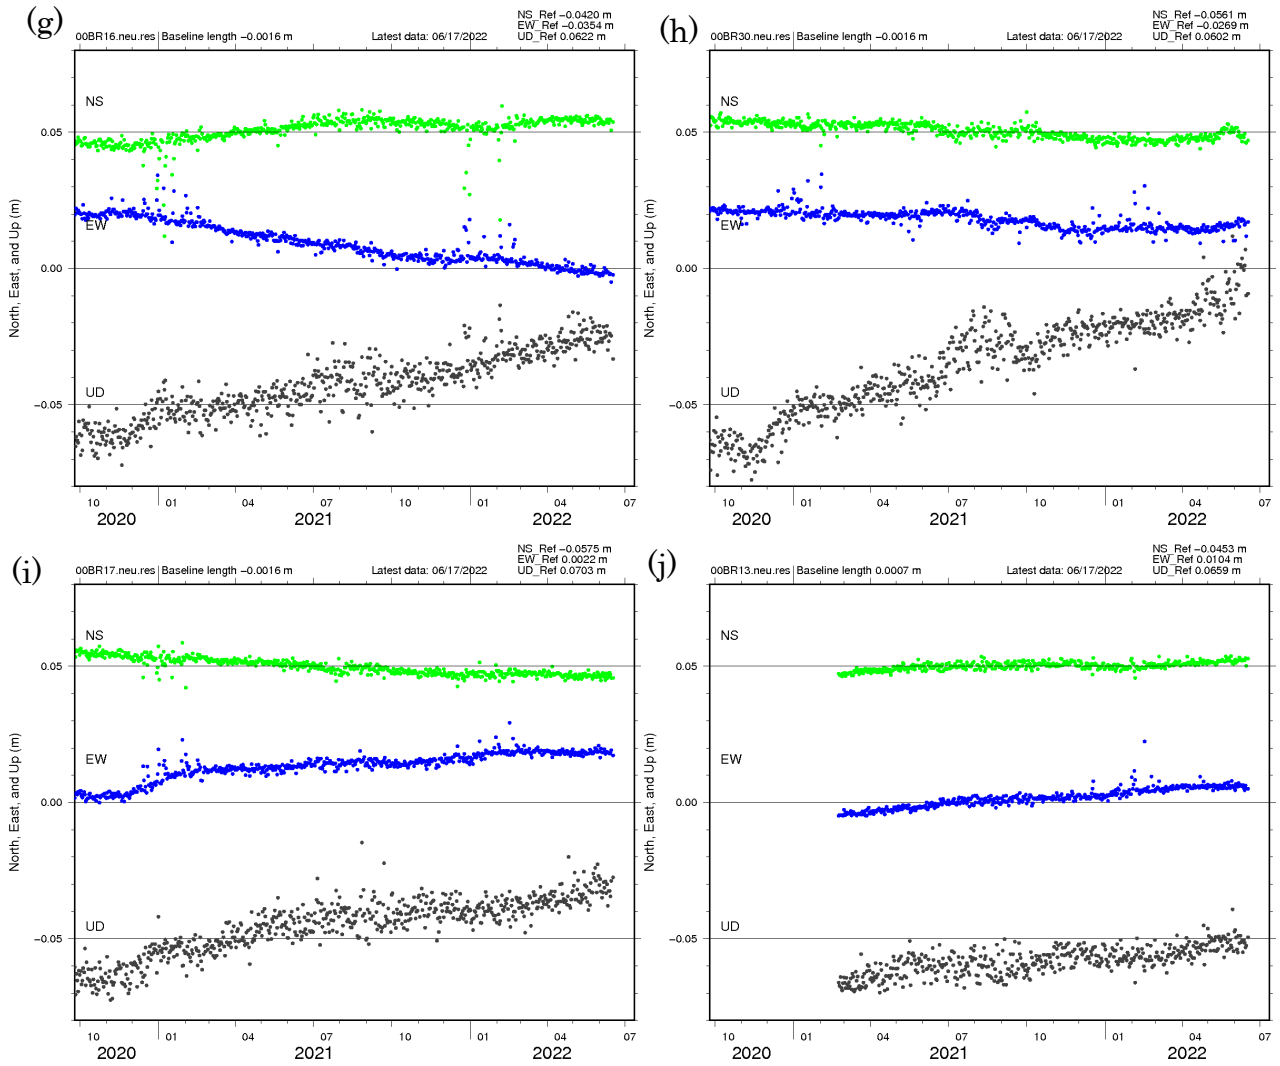 (g)
NS_Ref −0.0420 m
EW_Ref −0.0354 m
00BR16.neu.res Baseline length −0.0016 m Latest data: 06/17/2022 UD_Ref 0.0622 m
North, East, and Up (m)
NS
0.05
EW
0.00
UD
−0.05
10 01 04 07 10 01 04 07
2020 2021 2022
(h)
NS_Ref −0.0561 m
EW_Ref −0.0269 m
00BR30.neu.res Baseline length −0.0016 m Latest data: 06/17/2022 UD_Ref 0.0602 m
North, East, and Up (m)
NS
0.05
EW
0.00
UD
−0.05
10 01 04 07 10 01 04 07
2020 2021 2022
(i)
NS_Ref −0.0575 m
EW_Ref 0.0022 m
00BR17.neu.res Baseline length −0.0016 m Latest data: 06/17/2022 UD_Ref 0.0703 m
North, East, and Up (m)
NS
0.05
EW
0.00
UD
−0.05
10 01 04 07 10 01 04 07
2020 2021 2022
(j)
NS_Ref −0.0453 m
EW_Ref 0.0104 m
00BR13.neu.res Baseline length 0.0007 m Latest data: 06/17/2022 UD_Ref 0.0659 m
North, East, and Up (m)
NS
0.05
EW
0.00
UD
−0.05
10 01 04 07 10 01 04 07
2020 2021 2022